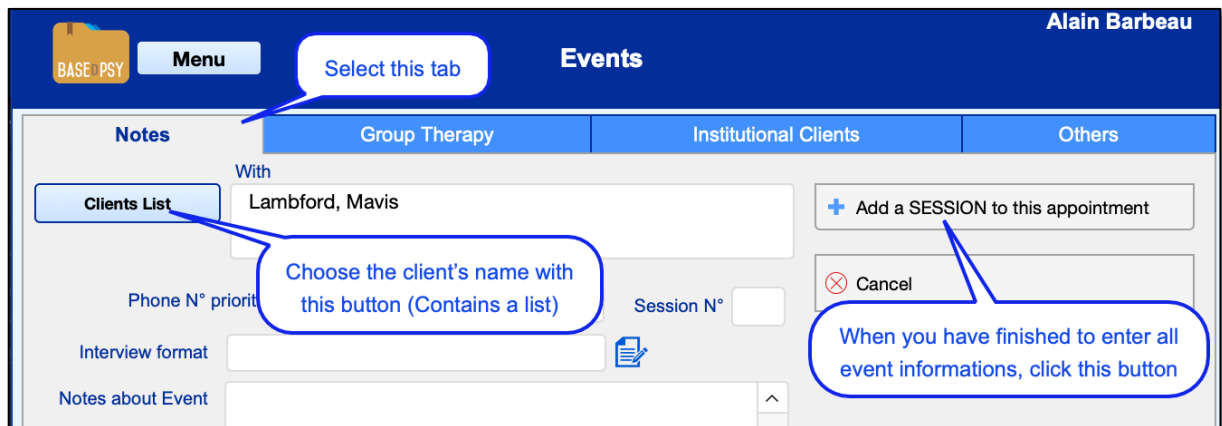 Alain Barbeau
BASEDPSY
Menu
Select this tab
Events
Notes
Group Therapy
Institutional Clients
Others
With
Clients List
Lambford, Mavis
Add a SESSION to this appointment
Choose the client’s name with
this button (Contains a list)
Cancel
Phone N° priorit
Session N°
When you have finished to enter all
event informations, click this button
Interview format
Notes about Event